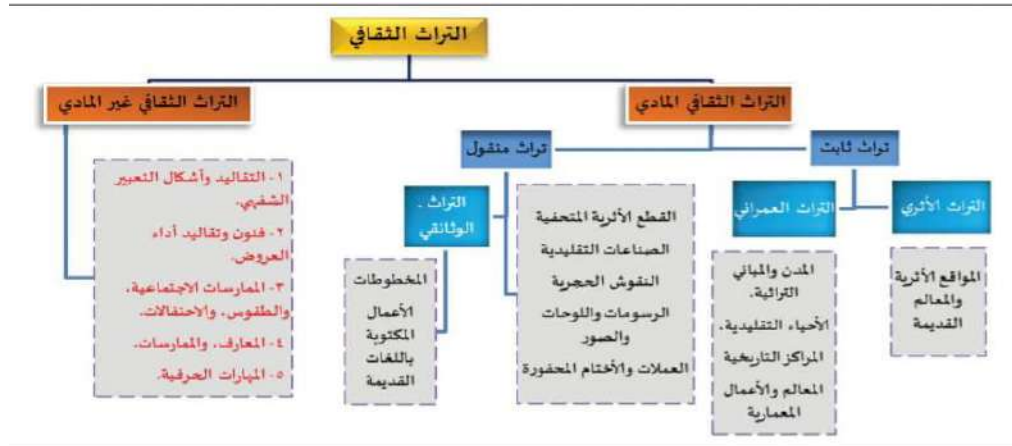 التراث الثقافي
التراث الثقافي المادي
التراث الثقافي غير المادي
تراث ثابت
تراث منقول
التراث الأثري
التراث العمراني
التراث ـ
الوثائقي
المواقع الأثرية
والمعالم
القديمة
المدن والمباني
التراثية.
الأحياء التقليدية،
المراكز التاريخية
المعالم والأعمال
المعمارية
القطع الأثرية المتحفية
الصناعات التقليدية
النقوش الحجرية
الرسومات واللوحات
والصور
العملات والأختام المحفورة
المخطوطات
الأعمال
المكتوبة
باللغات
القديمة
١- التقاليد وأشكال التعبير
الشفهي.
٢- فنون وتقاليد أداء
العروض.
٣- الممارسات الاجتماعية،
والطقوس، والاحتفالات.
٤- المعارف، والممارسات.
٥- المهارات الحرفية.